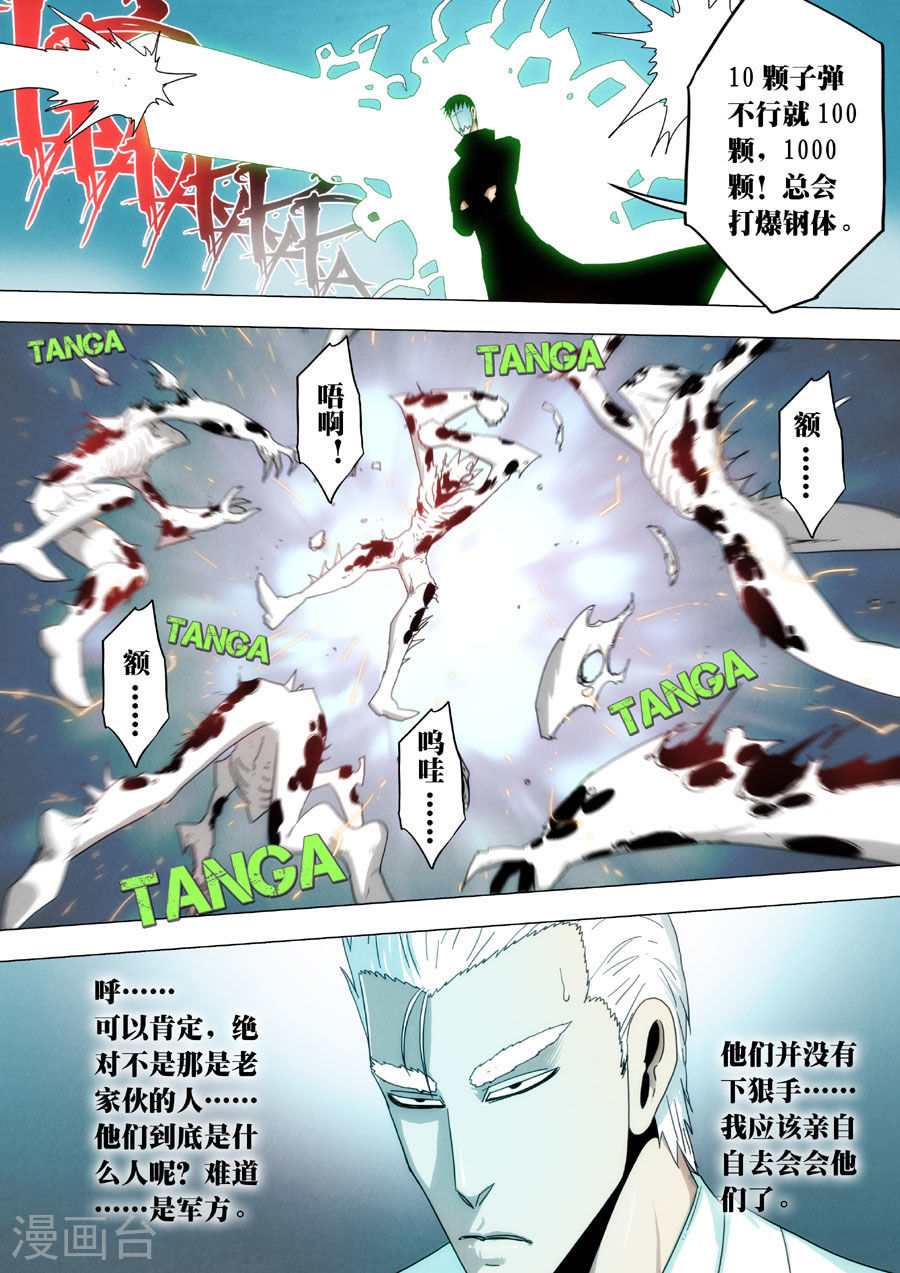 10 颗子弹
不行就 100
颗，1000
颗！总会
打爆钢体。
TANGA
唔啊！
TANGA
额……
TANGA
额……
TANGA
呜哇……
TANGA
呼……
可以肯定，绝
对不是那是老
家伙的人……
他们到底是什
么人呢？难道
……是军方。
他们并没有
下狠手……
我应该亲自
自去会会他
们了。
漫画台